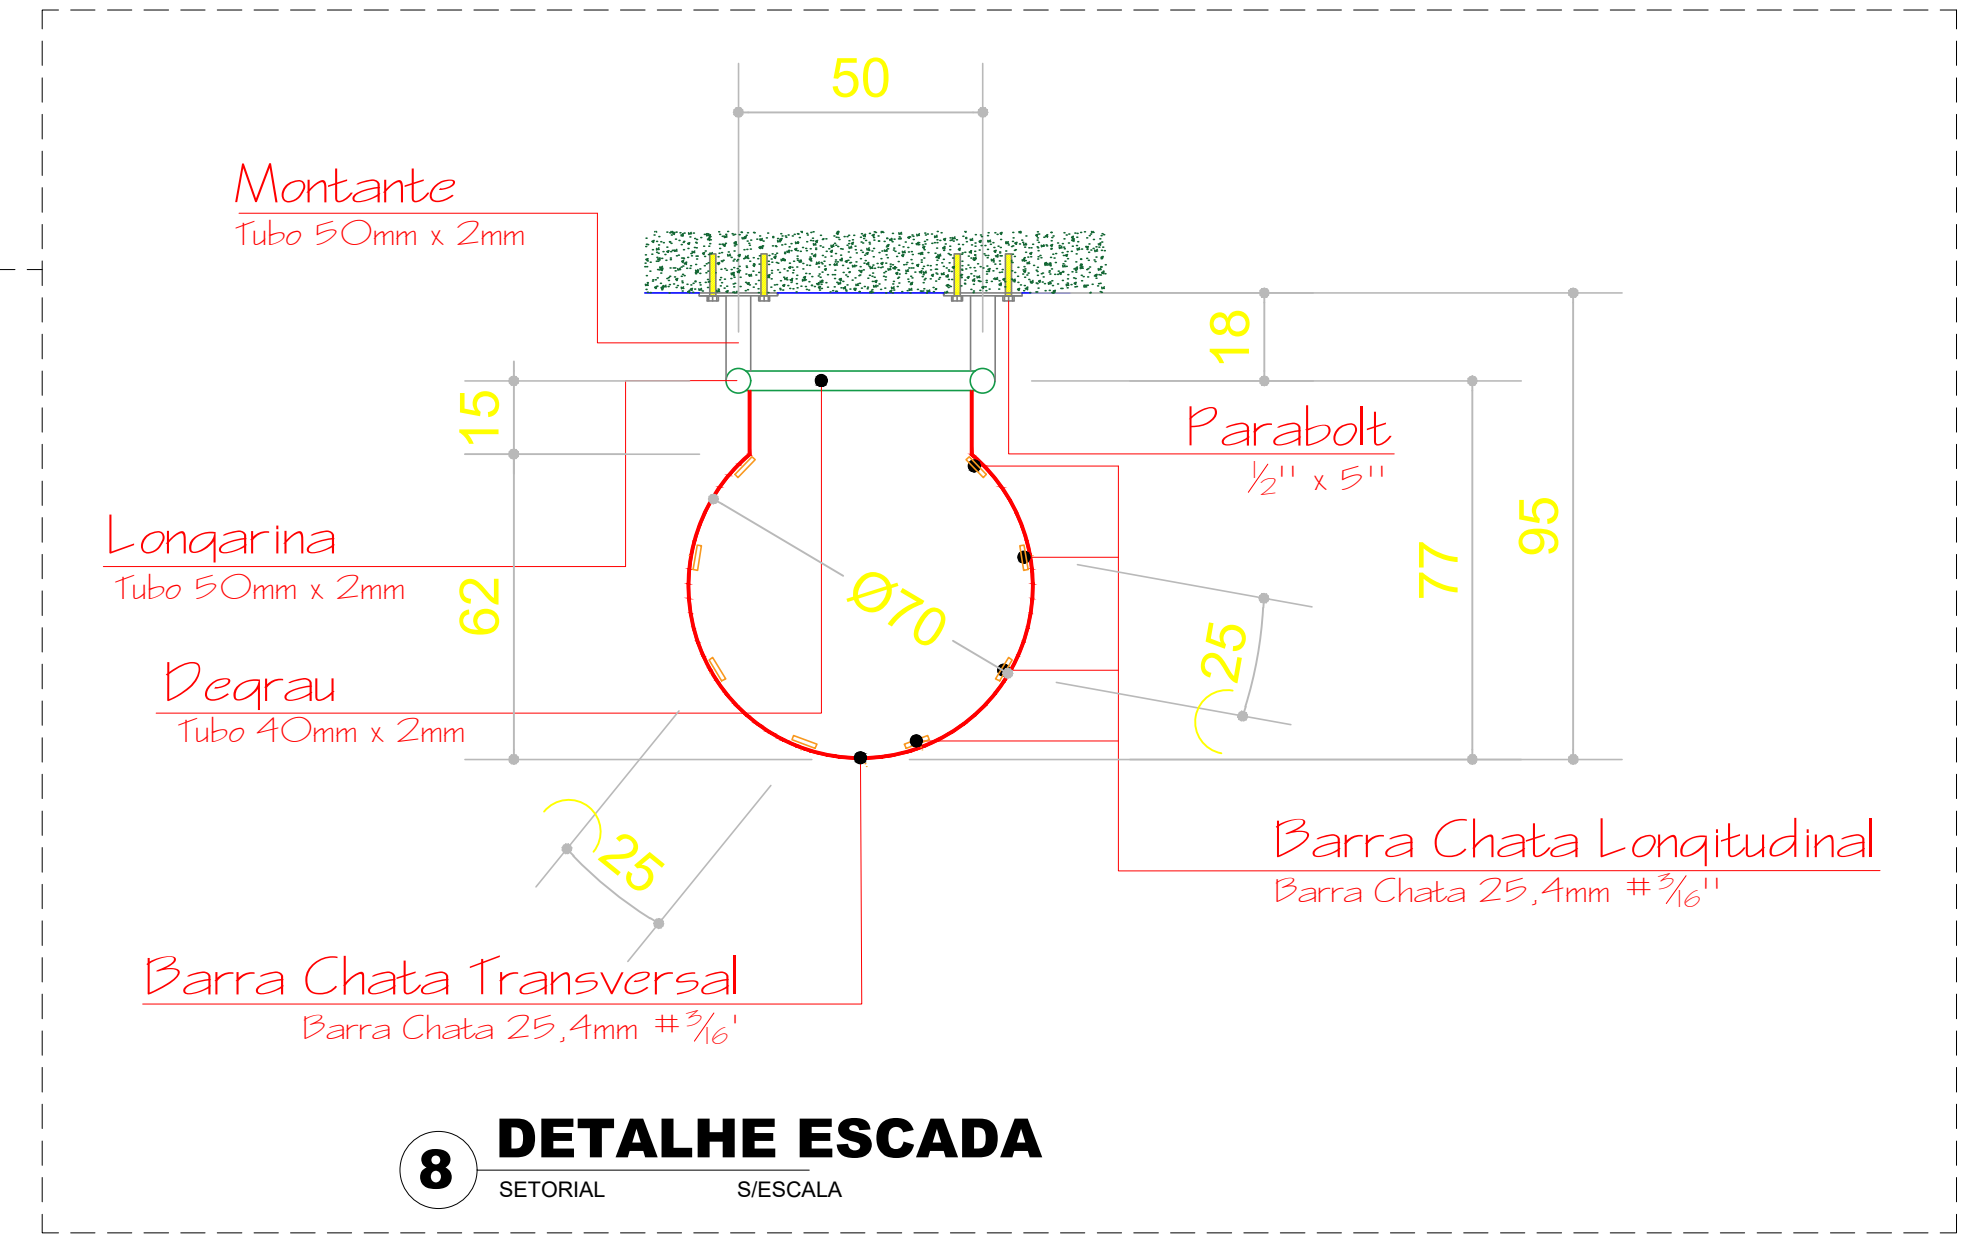 50
Montante
Tubo 50mm x 2mm
18
15
Parabolt
½'' x 5''
95
Longarina
Tubo 50mm x 2mm
77
62
Ø70
25
Degrau
Tubo 40mm x 2mm
25
Barra Chata Longitudinal
Barra Chata 25,4mm #3/16''
Barra Chata Transversal
Barra Chata 25,4mm #3/16'
8 DETALHE ESCADA
SETORIAL S/ESCALA